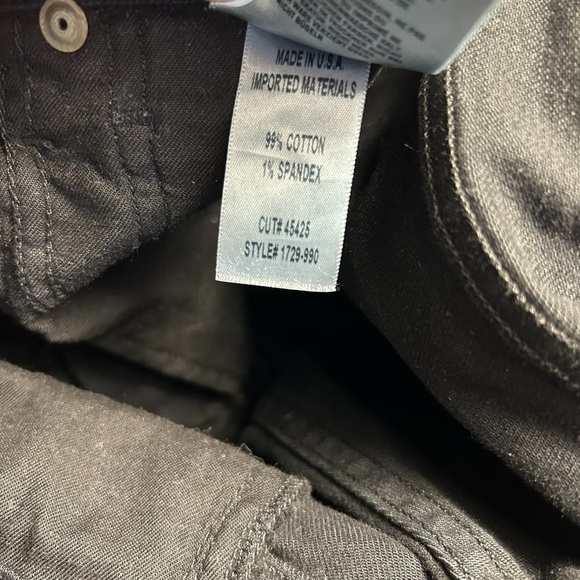 MADE IN U.S.A.
IMPORTED MATERIALS
99% COTTON
1% SPANDEX
CUT# 45425
STYLE# 1729-990